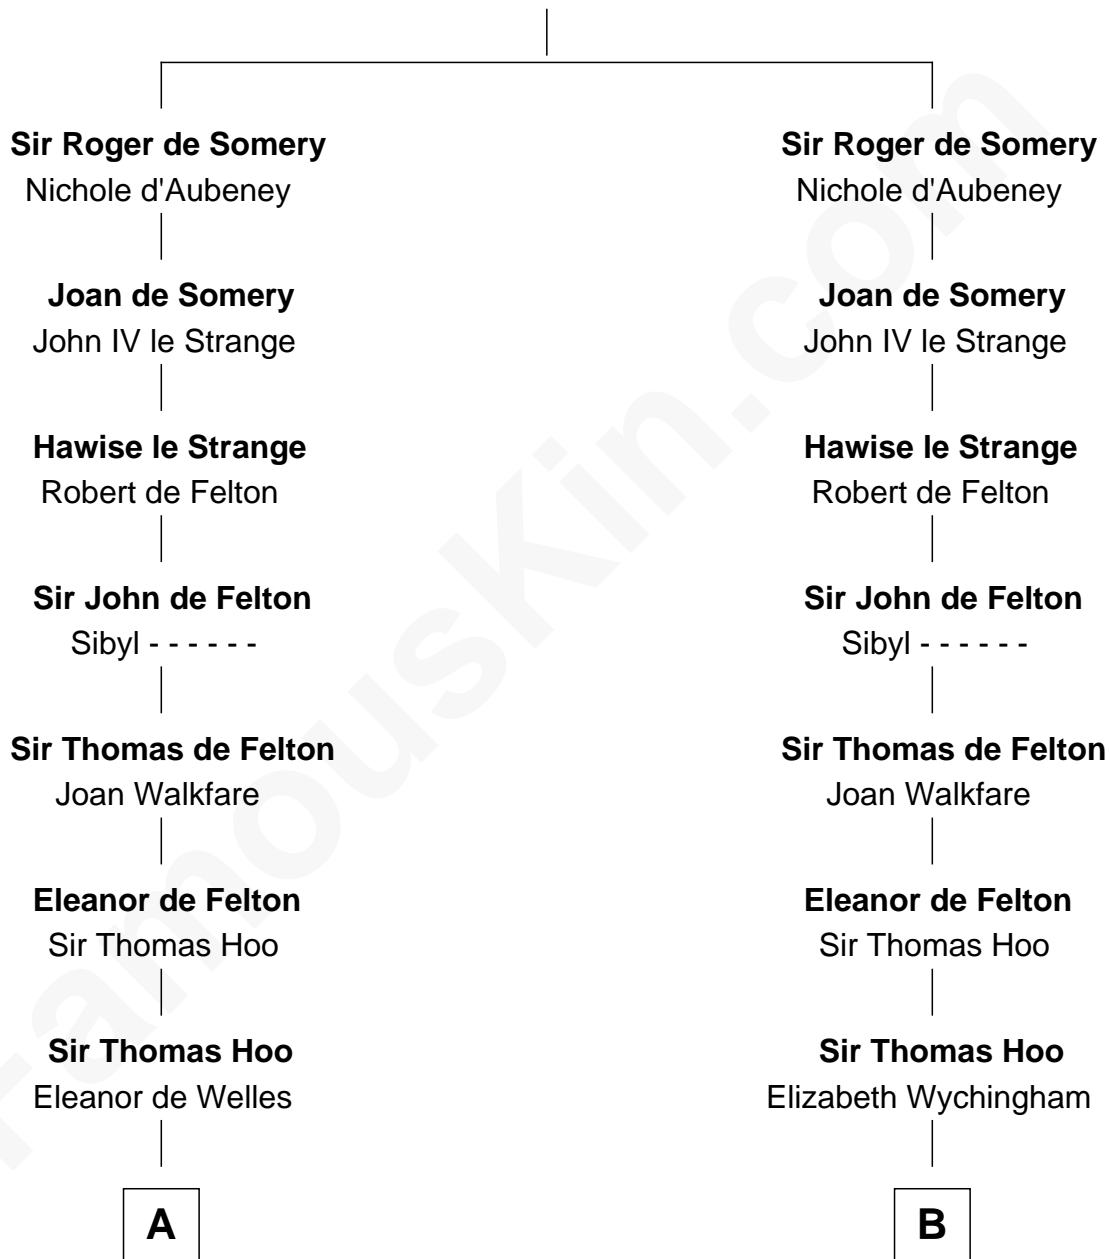 Sir Roger de Somery
Nichole d'Aubeney
Joan de Somery
John IV le Strange
Hawise le Strange
Robert de Felton
Sir John de Felton
Sibyl - - - - - -
Sir Thomas de Felton
Joan Walkfare
Eleanor de Felton
Sir Thomas Hoo
Sir Thomas Hoo
Eleanor de Welles
A
Sir Roger de Somery
Nichole d'Aubeney
Joan de Somery
John IV le Strange
Hawise le Strange
Robert de Felton
Sir John de Felton
Sibyl - - - - - -
Sir Thomas de Felton
Joan Walkfare
Eleanor de Felton
Sir Thomas Hoo
Sir Thomas Hoo
Elizabeth Wychingham
B
FamousKin.com